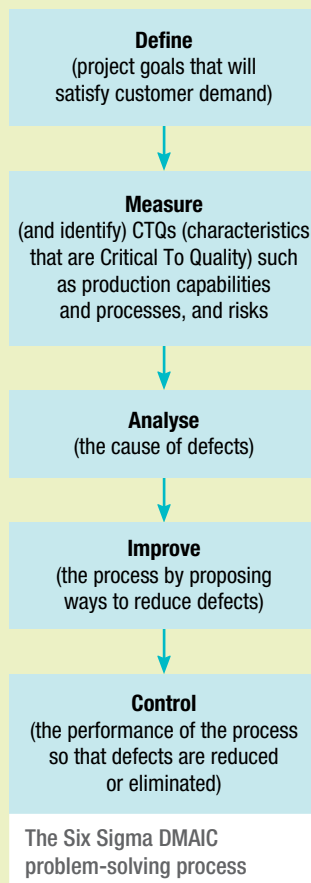 Define
(project goals that will
satisfy customer demand)
Measure
(and identify) CTQs (characteristics
that are Critical To Quality) such
as production capabilities
and processes, and risks
Analyse
(the cause of defects)
Improve
(the process by proposing
ways to reduce defects)
Control
(the performance of the process
so that defects are reduced
or eliminated)
The Six Sigma DMAIC
problem-solving process